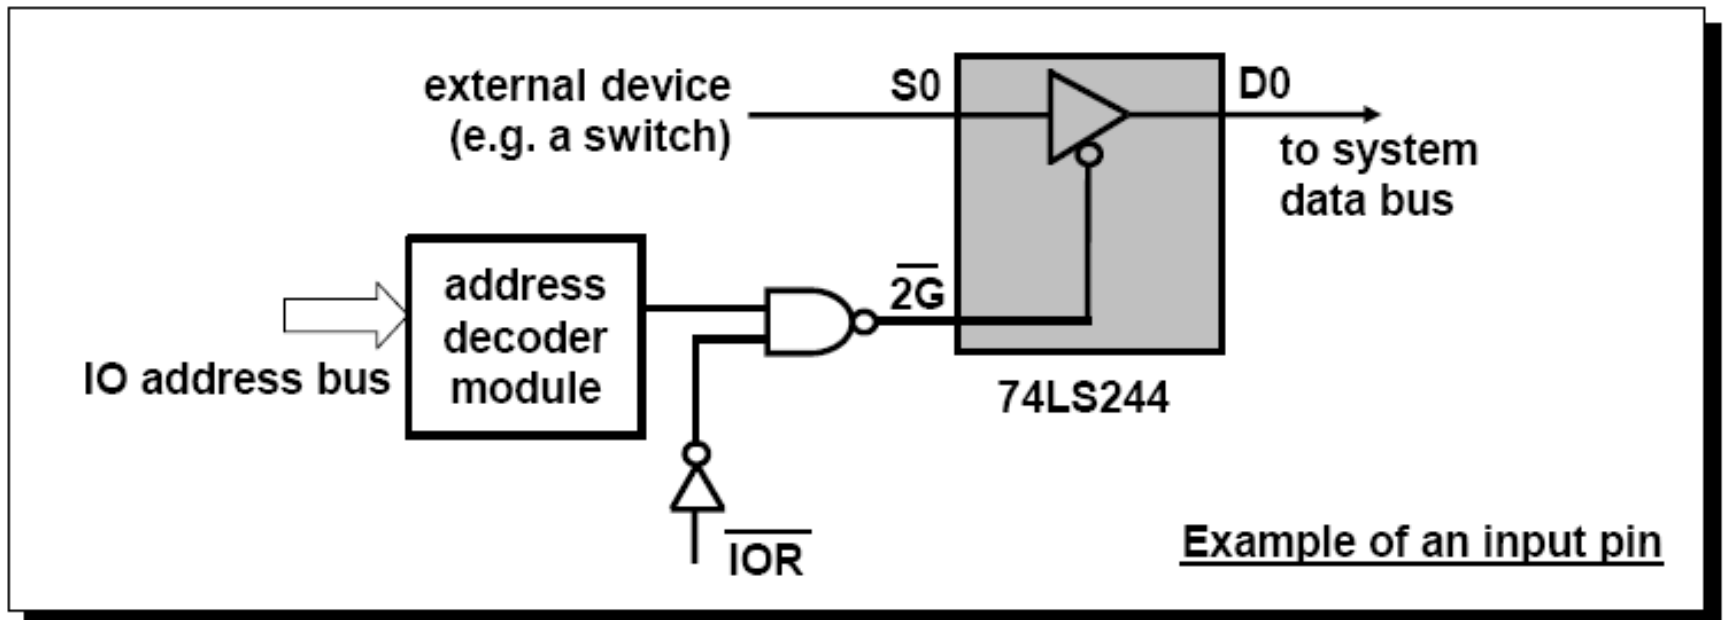 external device
(e.g. a switch)
S0
D0
to system
data bus
address
decoder
module
2G
IO address bus
74LS244
IOR
Example of an input pin